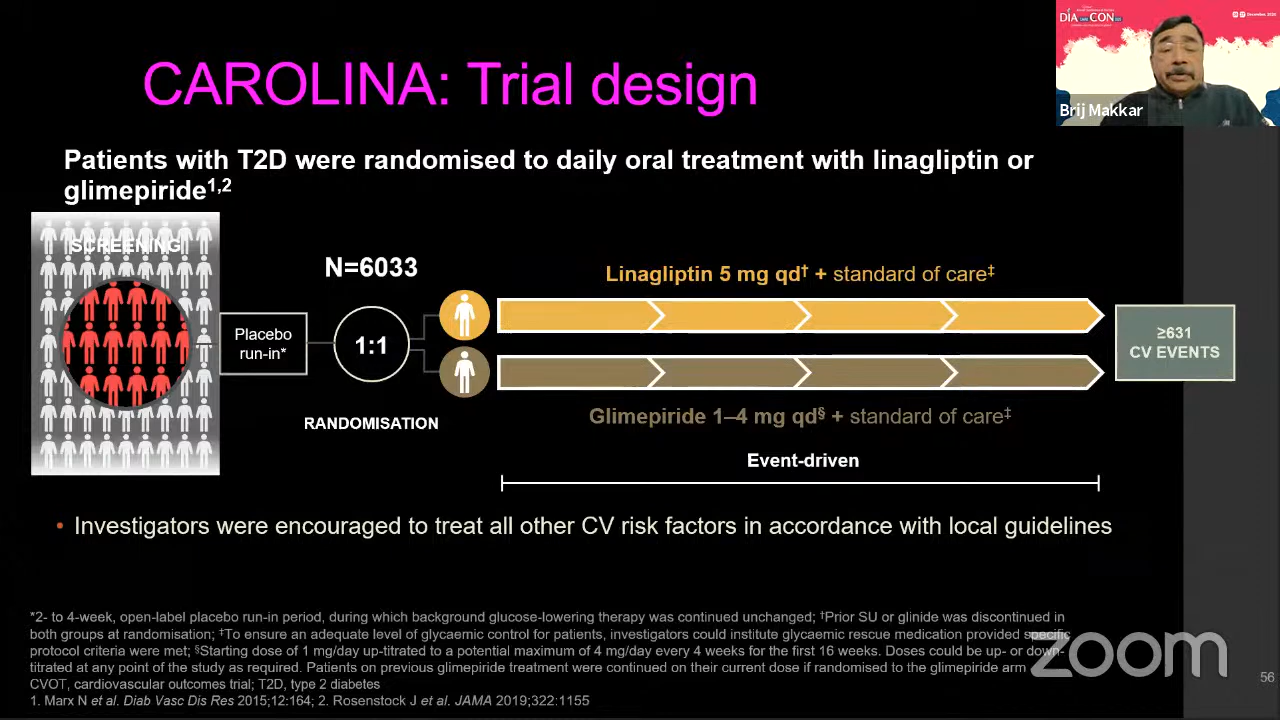 CAROLINA: Trial design
DIA CON
Brij Makkar
Patients with T2D were randomised to daily oral treatment with linagliptin or
glimepiride1,2
SCREENING
N=6033
Placebo
run-in*
1:1
RANDOMISATION
Linagliptin 5 mg qd† + standard of care‡
Glimepiride 1–4 mg qd§ + standard of care‡
≥631
CV EVENTS
Event-driven
• Investigators were encouraged to treat all other CV risk factors in accordance with local guidelines
*2- to 4-week, open-label placebo run-in period, during which background glucose-lowering therapy was continued unchanged; †Prior SU or glinide was discontinued in
both groups at randomisation; ‡To ensure an adequate level of glycaemic control for patients, investigators could institute glycaemic rescue medication provided specific
protocol criteria were met; §Starting dose of 1 mg/day up-titrated to a potential maximum of 4 mg/day every 4 weeks for the first 16 weeks. Doses could be up- or down-
titrated at any point of the study as required. Patients on previous glimepiride treatment were continued on their current dose if randomised to the glimepiride arm
CVOT, cardiovascular outcomes trial; T2D, type 2 diabetes
1. Marx N et al. Diab Vasc Dis Res 2015;12:164; 2. Rosenstock J et al. JAMA 2019;322:1155
zoom
56